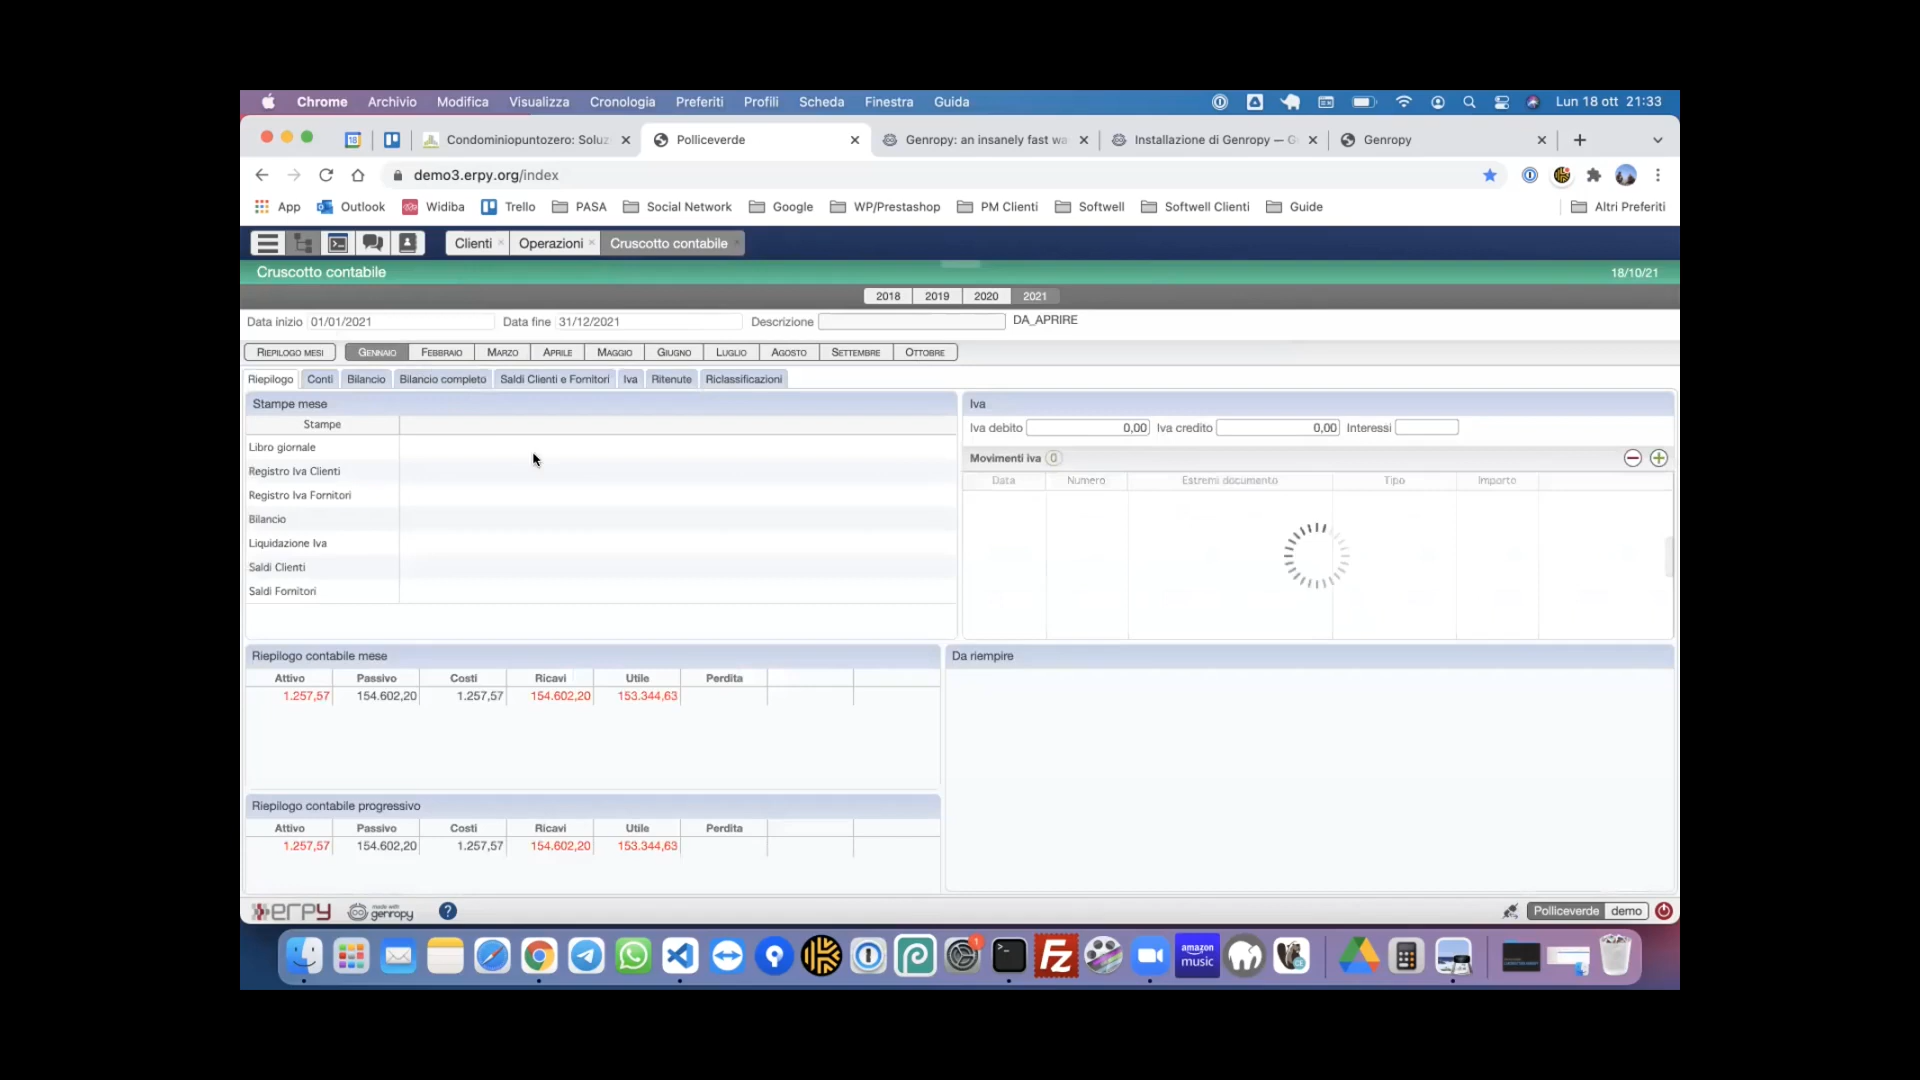 Chrome Archivio Modifica Visualizza Cronologia Preferiti Profili Scheda Finestra Guida Lun 18 ott 21:33
18 Condominiopuntozero: Soluz Polliceverde Genropy: an insanely fast wa Installazione di Genropy — G Genropy
demo3.erpy.org/index
App Outlook Widiba Trello PASA Social Network Google WP/Prestashop PM Clienti Softwell Softwell Clienti Guide Altri Preferiti
Clienti Operazioni Cruscotto contabile
Cruscotto contabile 18/10/21
2018 2019 2020 2021
Data inizio 01/01/2021 Data fine 31/12/2021 Descrizione DA_APRIRE
Riepilogo mesi Gennaio Febbraio Marzo Aprile Maggio Giugno Luglio Agosto Settembre Ottobre
Riepilogo Conti Bilancio Bilancio completo Saldi Clienti e Fornitori Iva Ritenute Riclassificazioni
Stampe mese
Stampe
Libro giornale
Registro Iva Clienti
Registro Iva Fornitori
Bilancio
Liquidazione Iva
Saldi Clienti
Saldi Fornitori
Iva
Iva debito 0,00 Iva credito 0,00 Interessi
Movimenti iva 0
Data Numero Estremi documento Tipo Importo
Riepilogo contabile mese
Attivo Passivo Costi Ricavi Utile Perdita
1.257,57 154.602,20 1.257,57 154.602,20 153.344,63
Da riempire
Riepilogo contabile progressivo
Attivo Passivo Costi Ricavi Utile Perdita
1.257,57 154.602,20 1.257,57 154.602,20 153.344,63
erpy made with genropy ? Polliceverde demo
1
amazon music